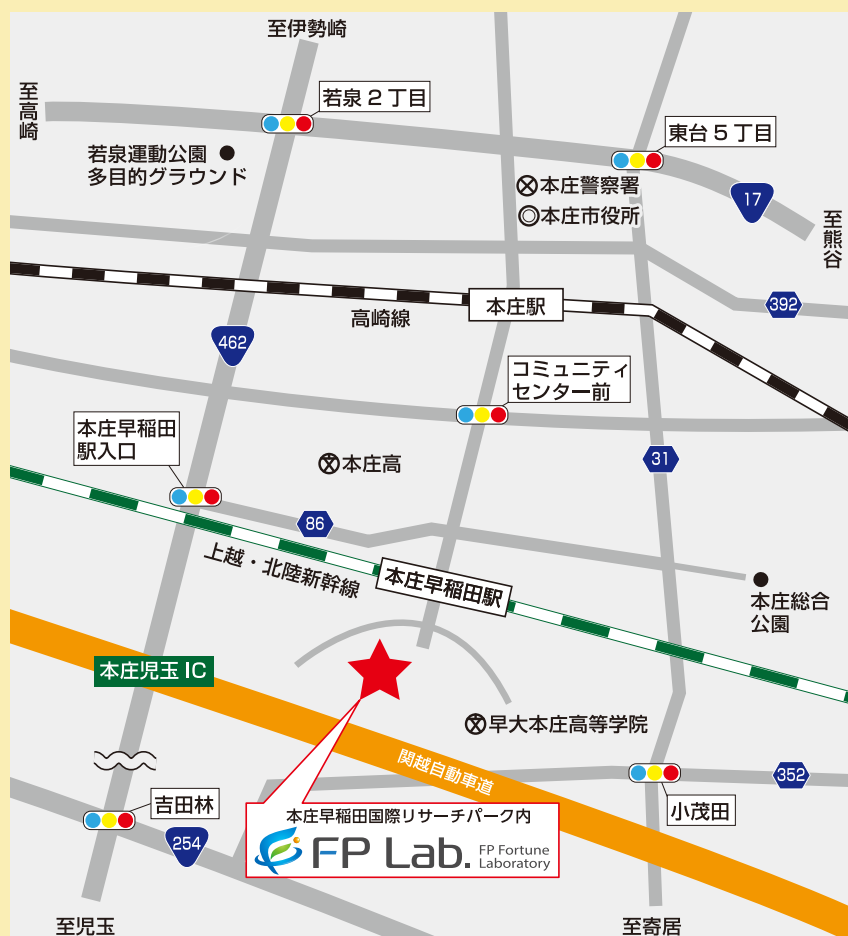 至伊勢崎
至高崎
若泉2丁目
東台5丁目
若泉運動公園
多目的グラウンド
本庄警察署
本庄市役所
17
至熊谷
392
本庄駅
高崎線
462
コミュニティ
センター前
本庄早稲田
駅入口
本庄高
31
86
上越・北陸新幹線
本庄早稲田駅
本庄総合
公園
本庄児玉IC
早大本庄高等学院
関越自動車道
352
吉田林
小茂田
254
本庄早稲田国際リサーチパーク内
FP Lab.
FP Fortune
Laboratory
至児玉
至寄居